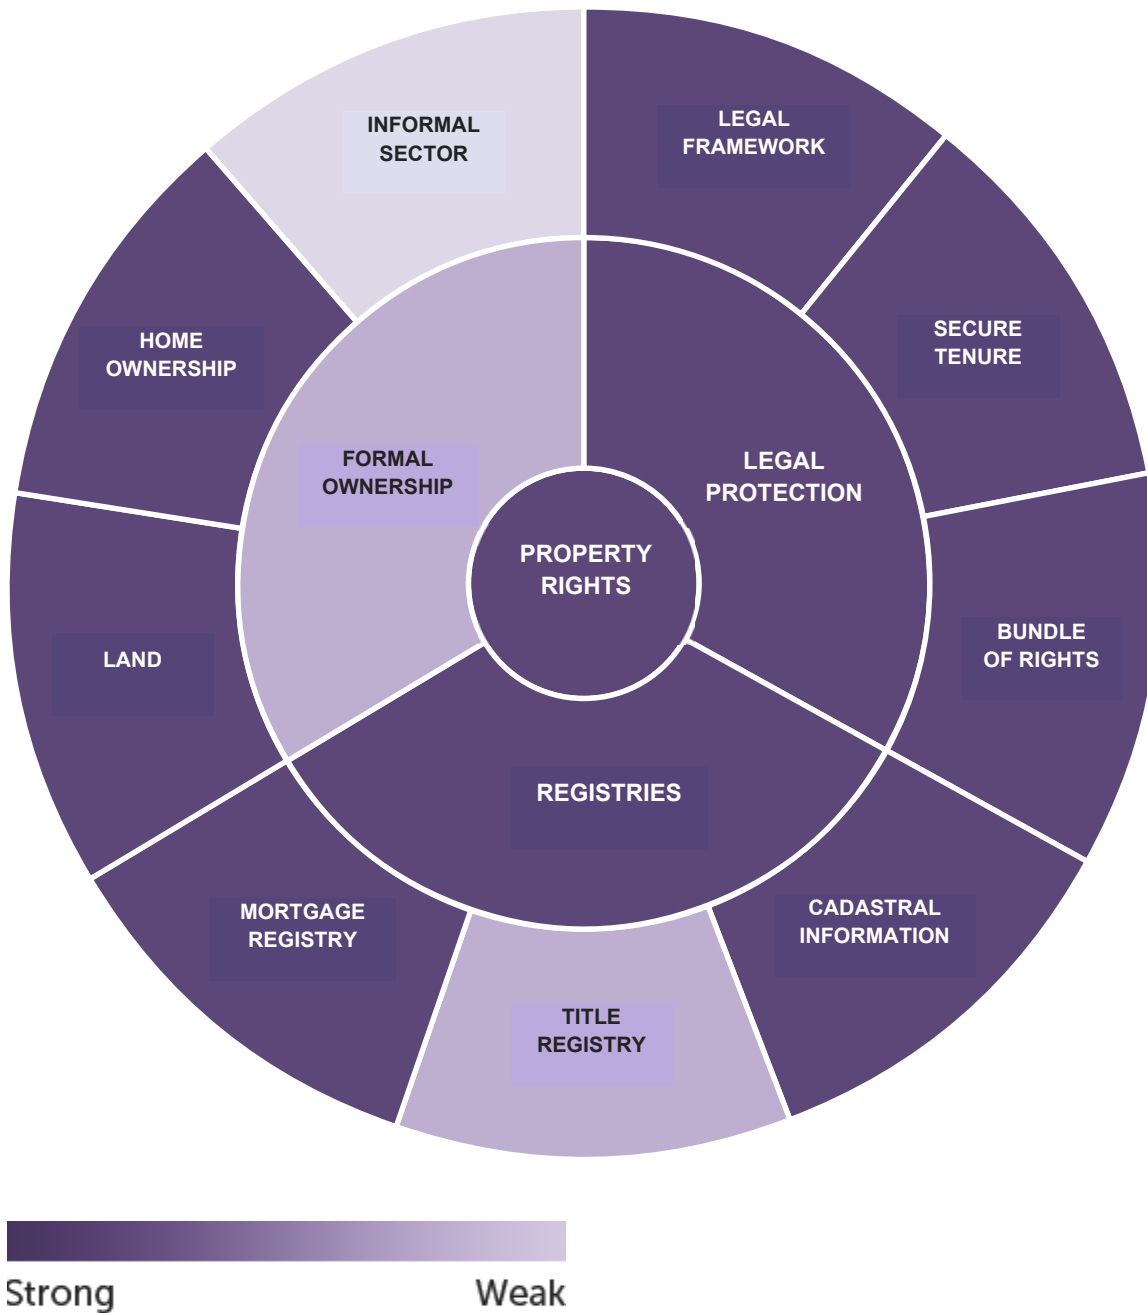 INFORMAL
SECTOR
LEGAL
FRAMEWORK
HOME
OWNERSHIP
SECURE
TENURE
FORMAL
OWNERSHIP
LEGAL
PROTECTION
PROPERTY
RIGHTS
LAND
BUNDLE
OF RIGHTS
REGISTRIES
MORTGAGE
REGISTRY
CADASTRAL
INFORMATION
TITLE
REGISTRY
Strong
Weak